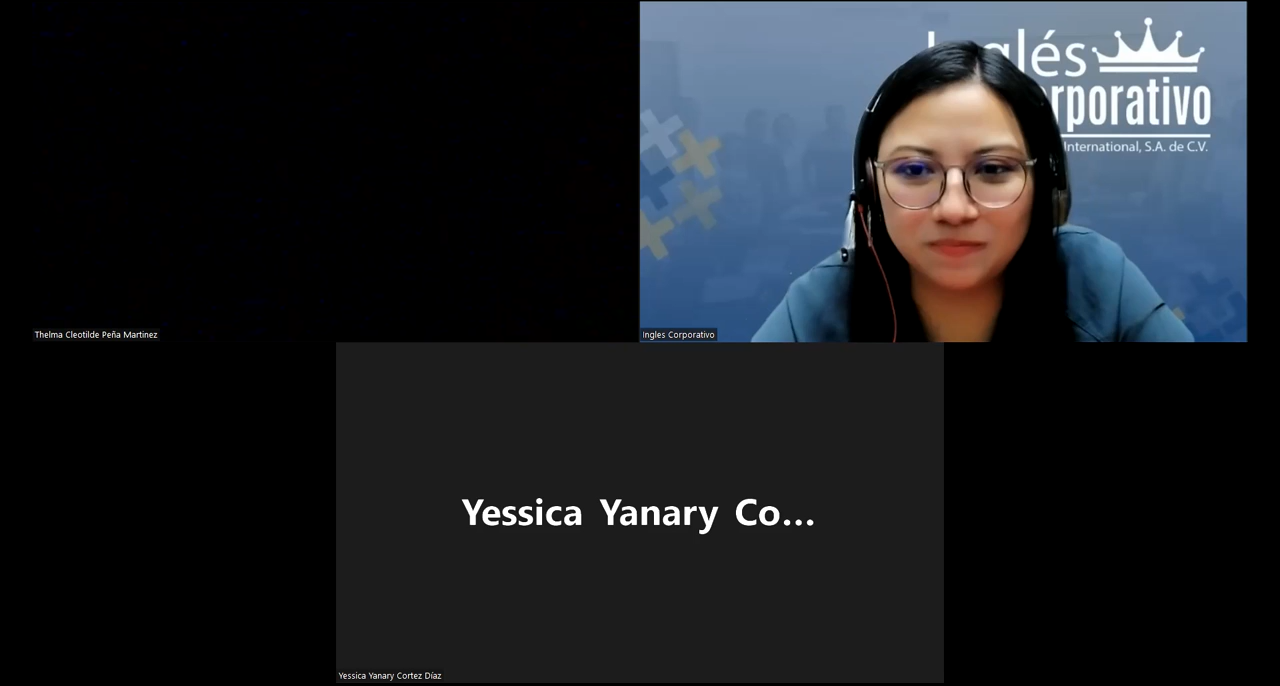 Inglés
Corporativo
International, S.A. de C.V.
Thelma Cleotilde Peña Martinez
Ingles Corporativo
Yessica Yanary Co...
Yessica Yanary Cortez Díaz